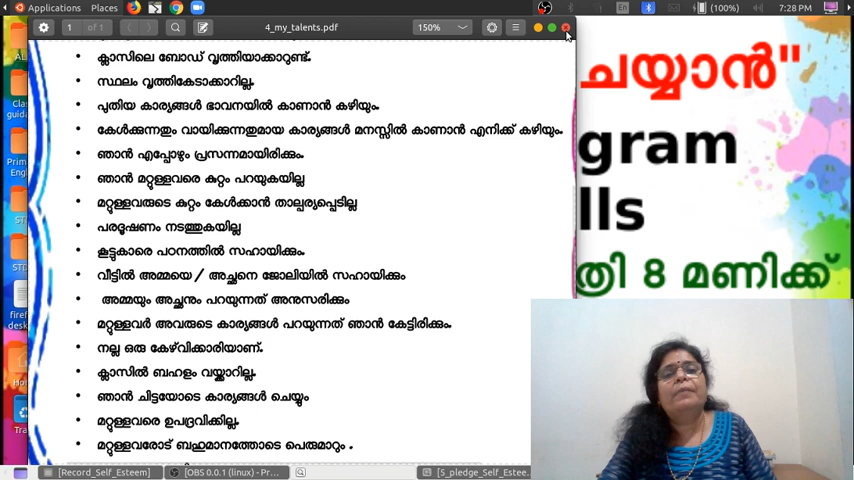 Applications Places
En
(100%)
7:28 PM
1 of 1
4_my_talents.pdf
150%
ക്ലാസിലെ ബോഡ് വൃത്തിയാക്കാറുണ്ട്.
സ്ഥലം വൃത്തികേടാക്കാറില്ല.
പുതിയ കാര്യങ്ങൾ ഭാവനയിൽ കാണാൻ കഴിയും.
കേൾക്കുന്നതും വായിക്കുന്നതുമായ കാര്യങ്ങൾ മനസ്സിൽ കാണാൻ എനിക്ക് കഴിയും.
ഞാൻ എപ്പോഴും പ്രസന്നമായിരിക്കും.
ഞാൻ മറ്റുള്ളവരെ കുറ്റം പറയുകയില്ല
മറ്റുള്ളവരുടെ കുറ്റം കേൾക്കാൻ താല്പര്യപ്പെടില്ല
പരദൂഷണം നടത്തുകയില്ല
കൂട്ടുകാരെ പഠനത്തിൽ സഹായിക്കും.
വീട്ടിൽ അമ്മയെ / അച്ഛനെ ജോലിയിൽ സഹായിക്കും
അമ്മയും അച്ഛനും പറയുന്നത് അനുസരിക്കും
മറ്റുള്ളവർ അവരുടെ കാര്യങ്ങൾ പറയുന്നത് ഞാൻ കേട്ടിരിക്കും.
നല്ല ഒരു കേഴ്‌വിക്കാരിയാണ്.
ക്ലാസിൽ ബഹളം വയ്ക്കാറില്ല.
ഞാൻ ചിട്ടയോടെ കാര്യങ്ങൾ ചെയ്യും
മറ്റുള്ളവരെ ഉപദ്രവിക്കില്ല.
മറ്റുള്ളവരോട് ബഹുമാനത്തോടെ പെരുമാറും .
ചെയ്യാൻ"
gram
lls
ത്രി 8 മണിക്ക്
[Record_Self_Esteem]
[OBS 0.0.1 (linux) - Pr...
[5_pledge_Self_Estee...